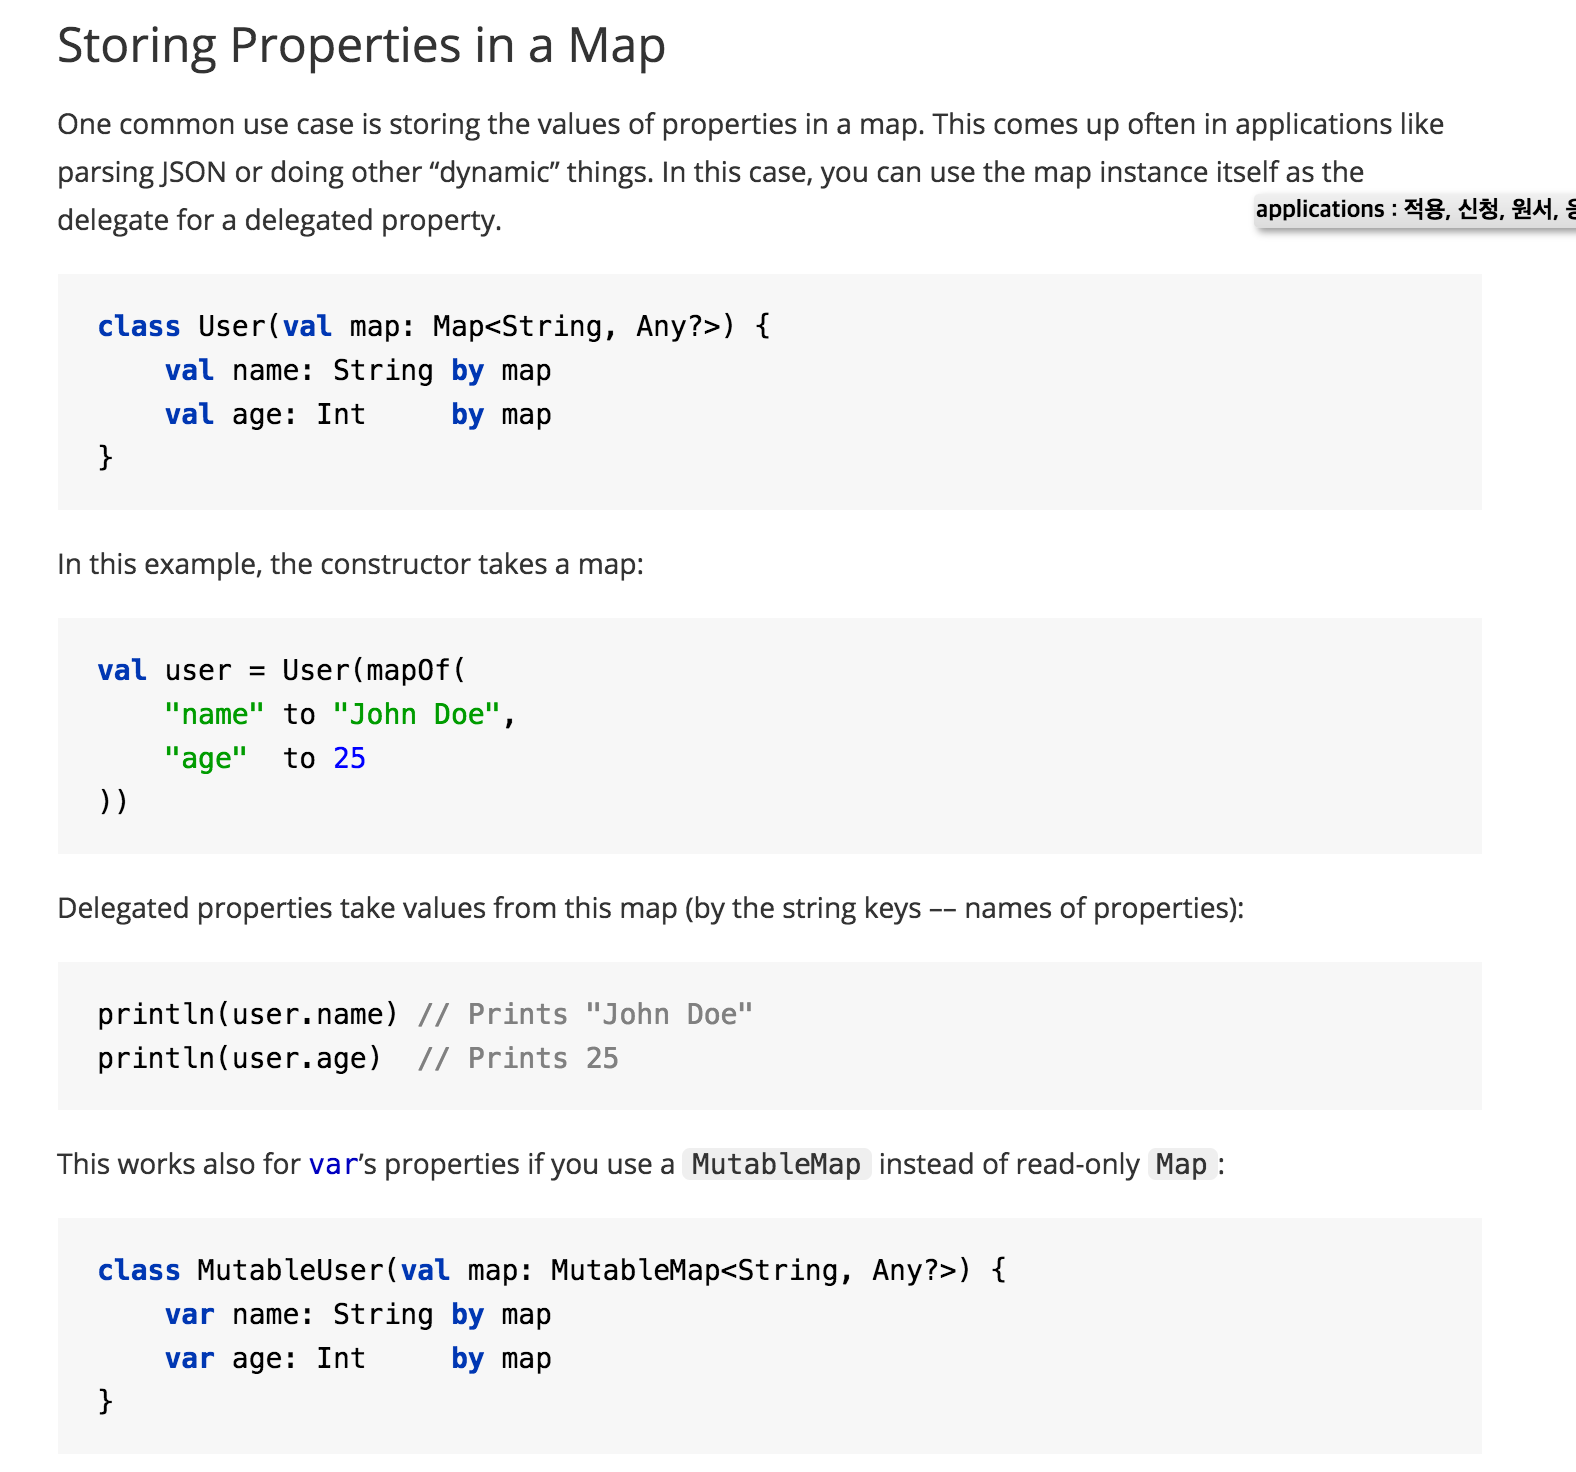 Storing Properties in a Map
One common use case is storing the values of properties in a map. This comes up often in applications like
parsing JSON or doing other “dynamic” things. In this case, you can use the map instance itself as the
applications : 적용, 신청, 원서,
delegate for a delegated property.
class User(val map: Map<String, Any?>) {
    val name: String by map
    val age: Int     by map
}
In this example, the constructor takes a map:
val user = User(mapOf(
    "name" to "John Doe",
    "age"  to 25
))
Delegated properties take values from this map (by the string keys –– names of properties):
println(user.name) // Prints "John Doe"
println(user.age)  // Prints 25
This works also for var’s properties if you use a MutableMap instead of read-only Map :
class MutableUser(val map: MutableMap<String, Any?>) {
    var name: String by map
    var age: Int     by map
}